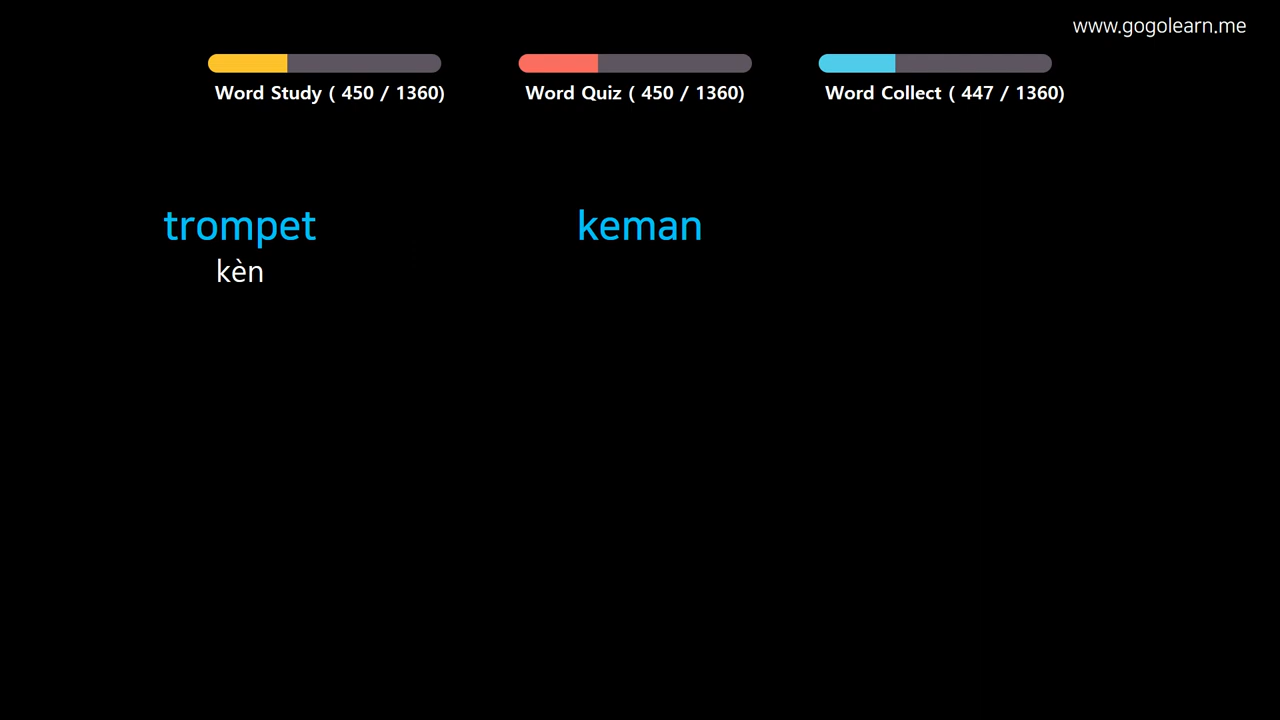 www.gogolearn.me
Word Study ( 450 / 1360)
Word Quiz ( 450 / 1360)
Word Collect ( 447 / 1360)
trompet
kèn
keman